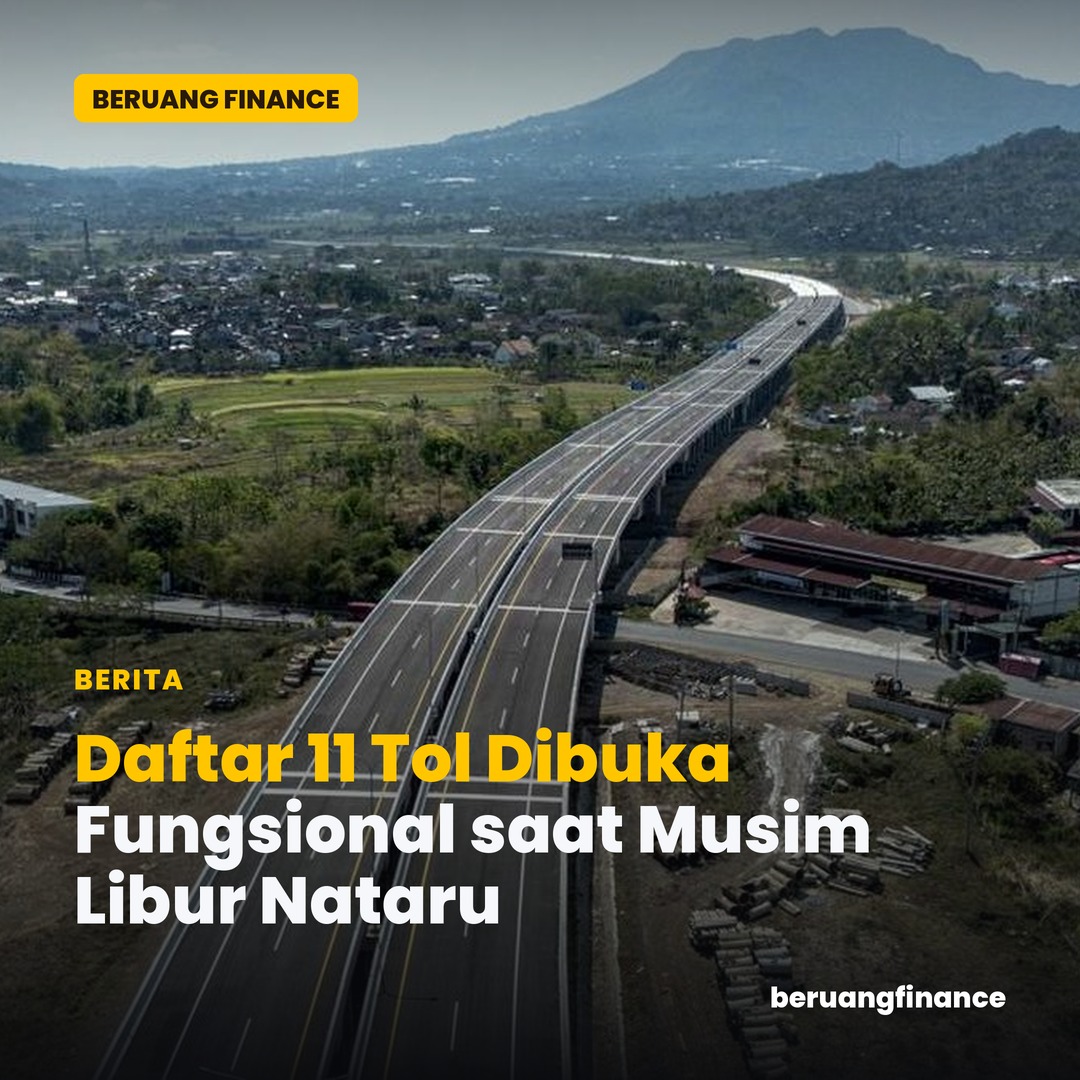 BERUANG FINANCE
BERITA
Daftar 11 Tol Dibuka
Fungsional saat Musim
Libur Nataru
beruangfinance